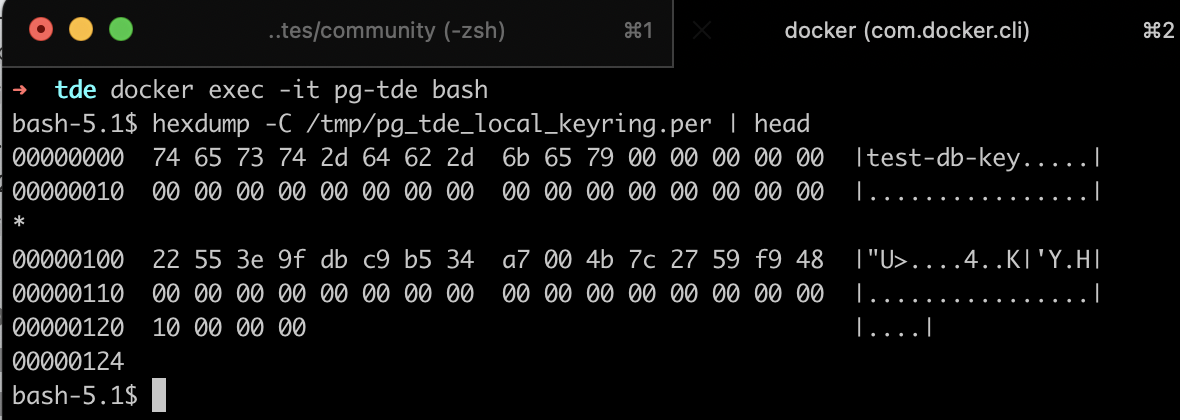 ..tes/community (-zsh) ⌘1 docker (com.docker.cli) ⌘2
→ tde docker exec -it pg-tde bash
bash-5.1$ hexdump -C /tmp/pg_tde_local_keyring.per | head
00000000  74 65 73 74 2d 64 62 2d  6b 65 79 00 00 00 00 00  |test-db-key.....|
00000010  00 00 00 00 00 00 00 00  00 00 00 00 00 00 00 00  |................|
*
00000100  22 55 3e 9f db c9 b5 34  a7 00 4b 7c 27 59 f9 48  |"U>....4..K|'Y.H|
00000110  00 00 00 00 00 00 00 00  00 00 00 00 00 00 00 00  |................|
00000120  10 00 00 00                                       |....|
00000124
bash-5.1$